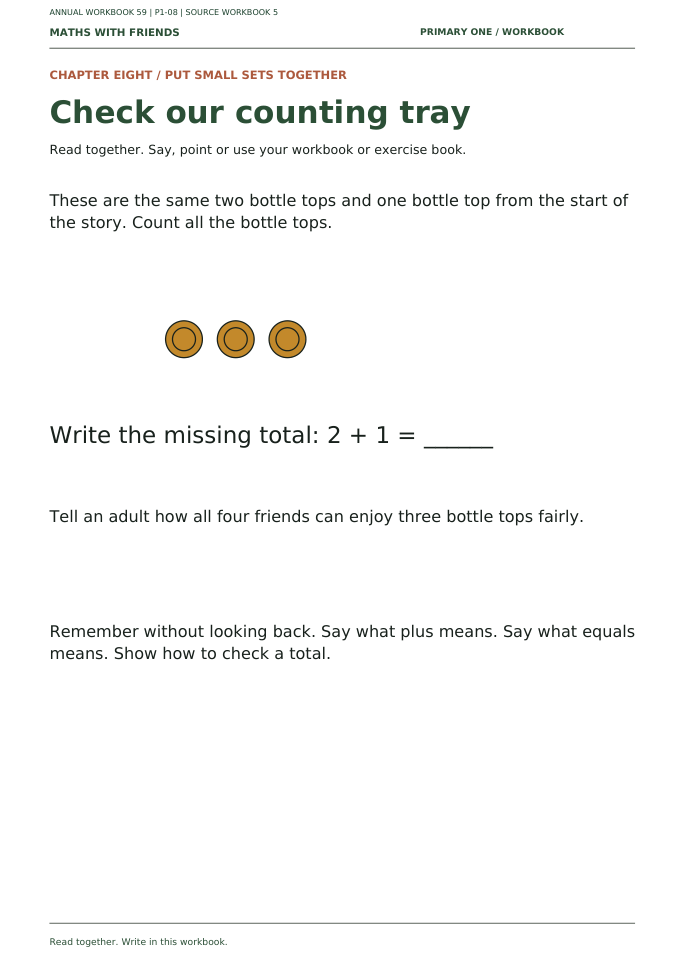 ANNUAL WORKBOOK 59 | P1-08 | SOURCE WORKBOOK 5
MATHS WITH FRIENDS
PRIMARY ONE / WORKBOOK
CHAPTER EIGHT / PUT SMALL SETS TOGETHER
Check our counting tray
Read together. Say, point or use your workbook or exercise book.
These are the same two bottle tops and one bottle top from the start of
the story. Count all the bottle tops.
Write the missing total: 2 + 1 = ______
Tell an adult how all four friends can enjoy three bottle tops fairly.
Remember without looking back. Say what plus means. Say what equals
means. Show how to check a total.
Read together. Write in this workbook.